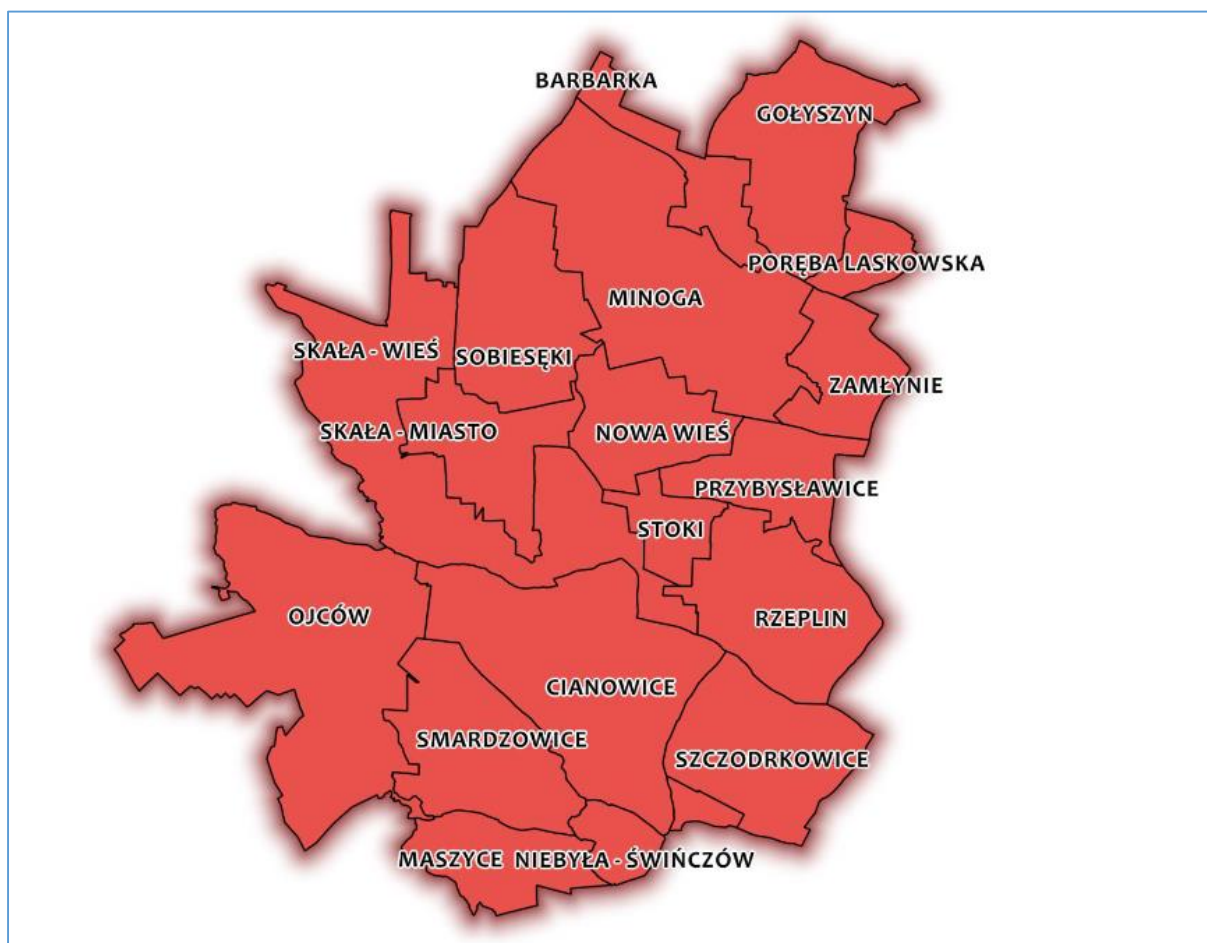 BARBARKA
GOŁYSZYN
PORĘBA LASKOWSKA
MINOGA
SKAŁA - WIEŚ
SOBIESĘKI
ZAMŁYNIE
SKAŁA - MIASTO
NOWA WIEŚ
PRZYBYSŁAWICE
STOKI
OJCÓW
RZEPLIN
CIANOWICE
SMARDZOWICE
SZCZODRKOWICE
MASZYCE
NIEBYŁA - ŚWIŃCZÓW